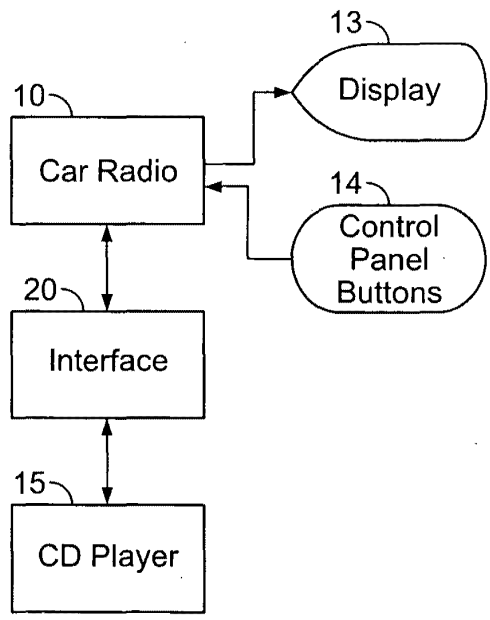 13
Display
10
Car Radio
14
Control
Panel
Buttons
20
Interface
15
CD Player